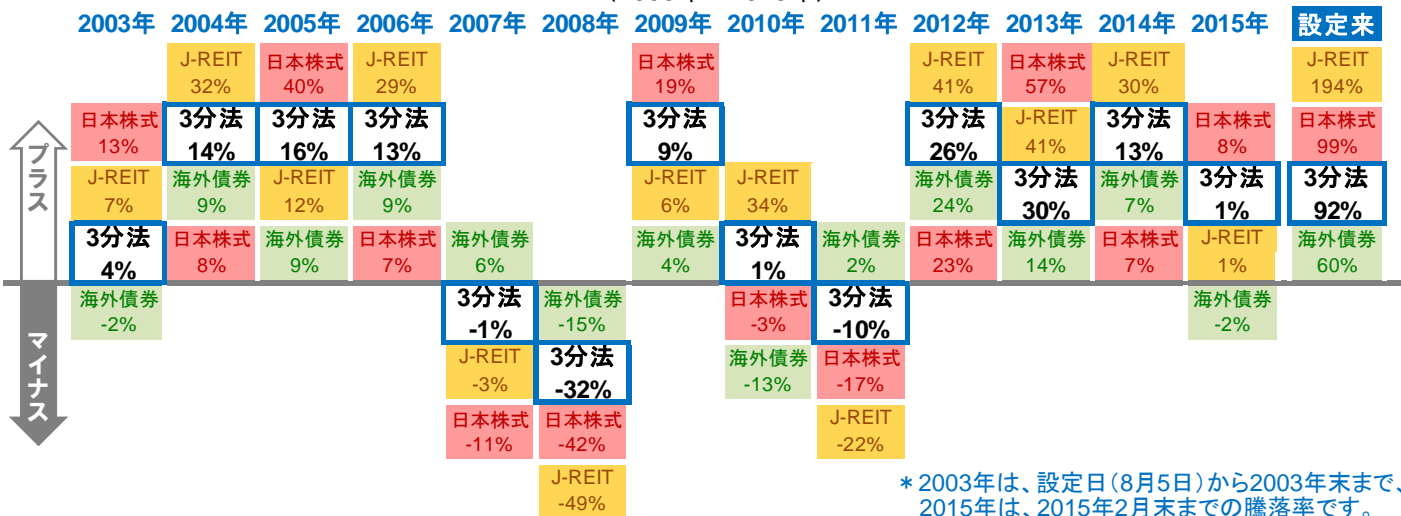 2003年 2004年 2005年 2006年 2007年 2008年 2009年 2010年 2011年 2012年 2013年 2014年 2015年 設定来
J-REIT 日本株式 J-REIT 日本株式 J-REIT 日本株式 J-REIT J-REIT
32% 40% 29% 19% 41% 57% 30% 194%
日本株式 3分法 3分法 3分法 3分法 3分法 J-REIT 3分法 日本株式 日本株式
13% 14% 16% 13% 9% 26% 41% 13% 8% 99%
J-REIT 海外債券 J-REIT 海外債券 J-REIT J-REIT 海外債券 3分法 海外債券 3分法 3分法
7% 9% 12% 9% 6% 34% 24% 30% 7% 1% 92%
3分法 日本株式 海外債券 日本株式 海外債券 海外債券 3分法 海外債券 日本株式 海外債券 日本株式 J-REIT 海外債券
4% 8% 9% 7% 6% 4% 1% 2% 23% 14% 7% 1% 60%
海外債券 3分法 海外債券 日本株式 3分法 海外債券
-2% -1% -15% -3% -10% -2%
J-REIT 3分法 海外債券 日本株式
-3% -32% -13% -17%
日本株式 日本株式 J-REIT
-11% -42% -22%
J-REIT
-49%
プラス
マイナス
＊2003年は、設定日（8月5日）から2003年末まで、
2015年は、2015年2月末までの騰落率です。